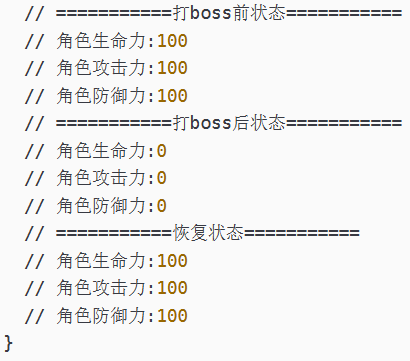 // ===========打boss前状态===========
// 角色生命力:100
// 角色攻击力:100
// 角色防御力:100
// ===========打boss后状态===========
// 角色生命力:0
// 角色攻击力:0
// 角色防御力:0
// ===========恢复状态===========
// 角色生命力:100
// 角色攻击力:100
// 角色防御力:100
}